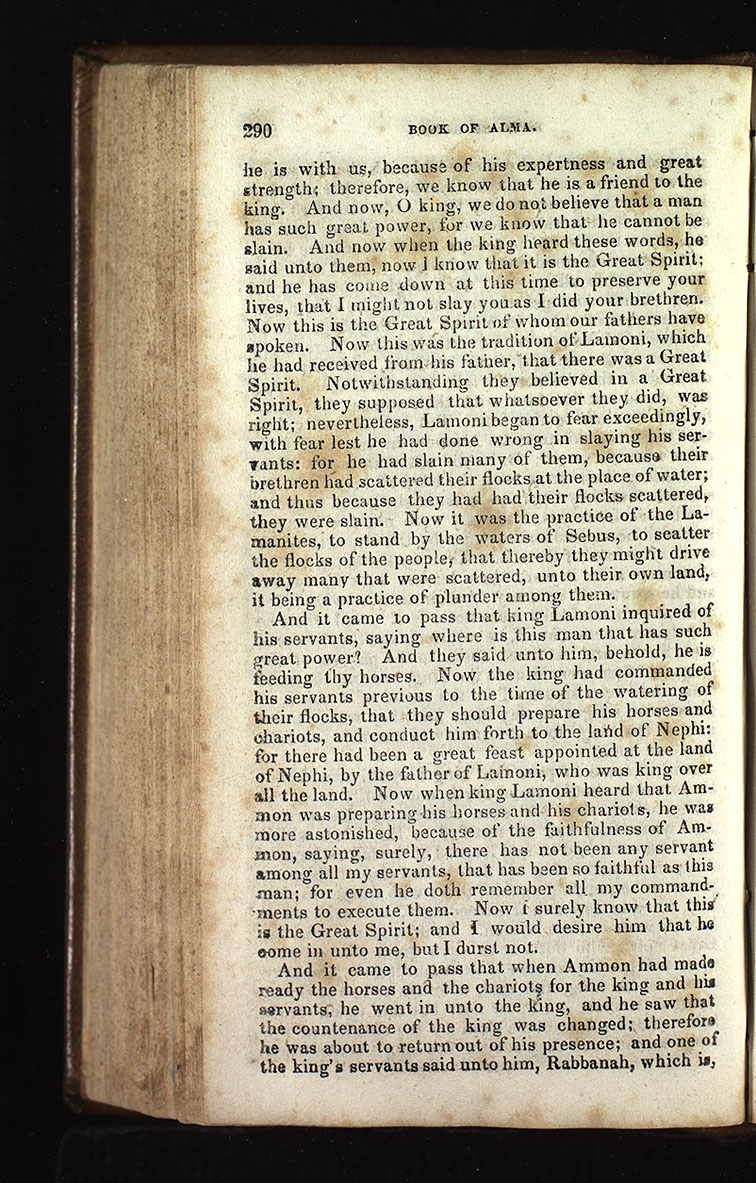 290 BOOK OF ALMA.
he is with us, because of his expertness and great
strength; therefore, we know that he is a friend to the
king. And now, O king, we do not believe that a man
has such great power, for we know that he cannot be
slain. And now when the king heard these words, he
said unto them, now I know that it is the Great Spirit;
and he has come down at this time to preserve your
lives, that I might not slay you as I did your brethren.
Now this is the Great Spirit of whom our fathers have
spoken. Now this was the tradition of Lamoni, which
he had received from his father, that there was a Great
Spirit. Notwithstanding they believed in a Great
Spirit, they supposed that whatsoever they did, was
right; nevertheless, Lamoni began to fear exceedingly,
with fear lest he had done wrong in slaying his ser-
vants: for he had slain many of them, because their
brethren had scattered their flocks at the place of water;
and thus because they had had their flocks scattered,
they were slain. Now it was the practice of the La-
manites, to stand by the waters of Sebus, to scatter
the flocks of the people, that thereby they might drive
away many that were scattered, unto their own land,
it being a practice of plunder among them.
And it came to pass that king Lamoni inquired of
his servants, saying where is this man that has such
great power? And they said unto him, behold, he is
feeding thy horses. Now the king had commanded
his servants previous to the time of the watering of
their flocks, that they should prepare his horses and
chariots, and conduct him forth to the land of Nephi:
for there had been a great feast appointed at the land
of Nephi, by the father of Lamoni, who was king over
all the land. Now when king Lamoni heard that Am-
mon was preparing his horses and his chariots, he was
more astonished, because of the faithfulness of Am-
mon, saying, surely, there has not been any servant
among all my servants, that has been so faithful as this
man; for even he doth remember all my command-
ments to execute them. Now I surely know that this
is the Great Spirit; and I would desire him that he
come in unto me, but I durst not.
And it came to pass that when Ammon had made
ready the horses and the chariots for the king and his
servants, he went in unto the king, and he saw that
the countenance of the king was changed; therefore
he was about to return out of his presence; and one of
the king's servants said unto him, Rabbanah, which is,